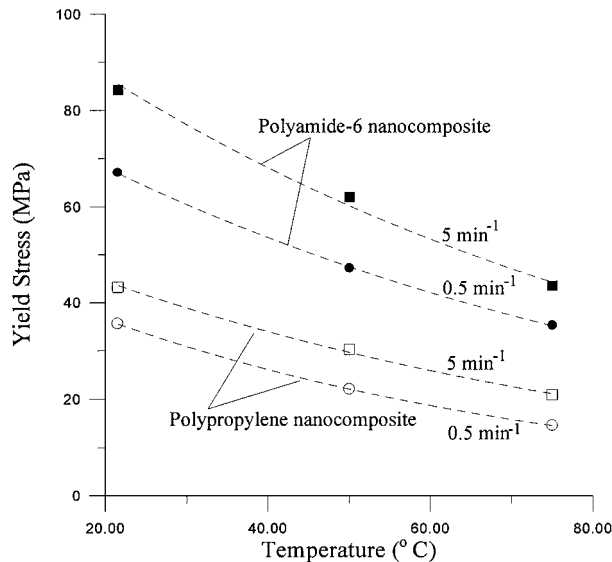 100
80
60
40
20
0
Yield Stress (MPa)
Polyamide-6 nanocomposite
5 min⁻¹
0.5 min⁻¹
5 min⁻¹
Polypropylene nanocomposite
0.5 min⁻¹
20.00 40.00 60.00 80.00
Temperature (° C)